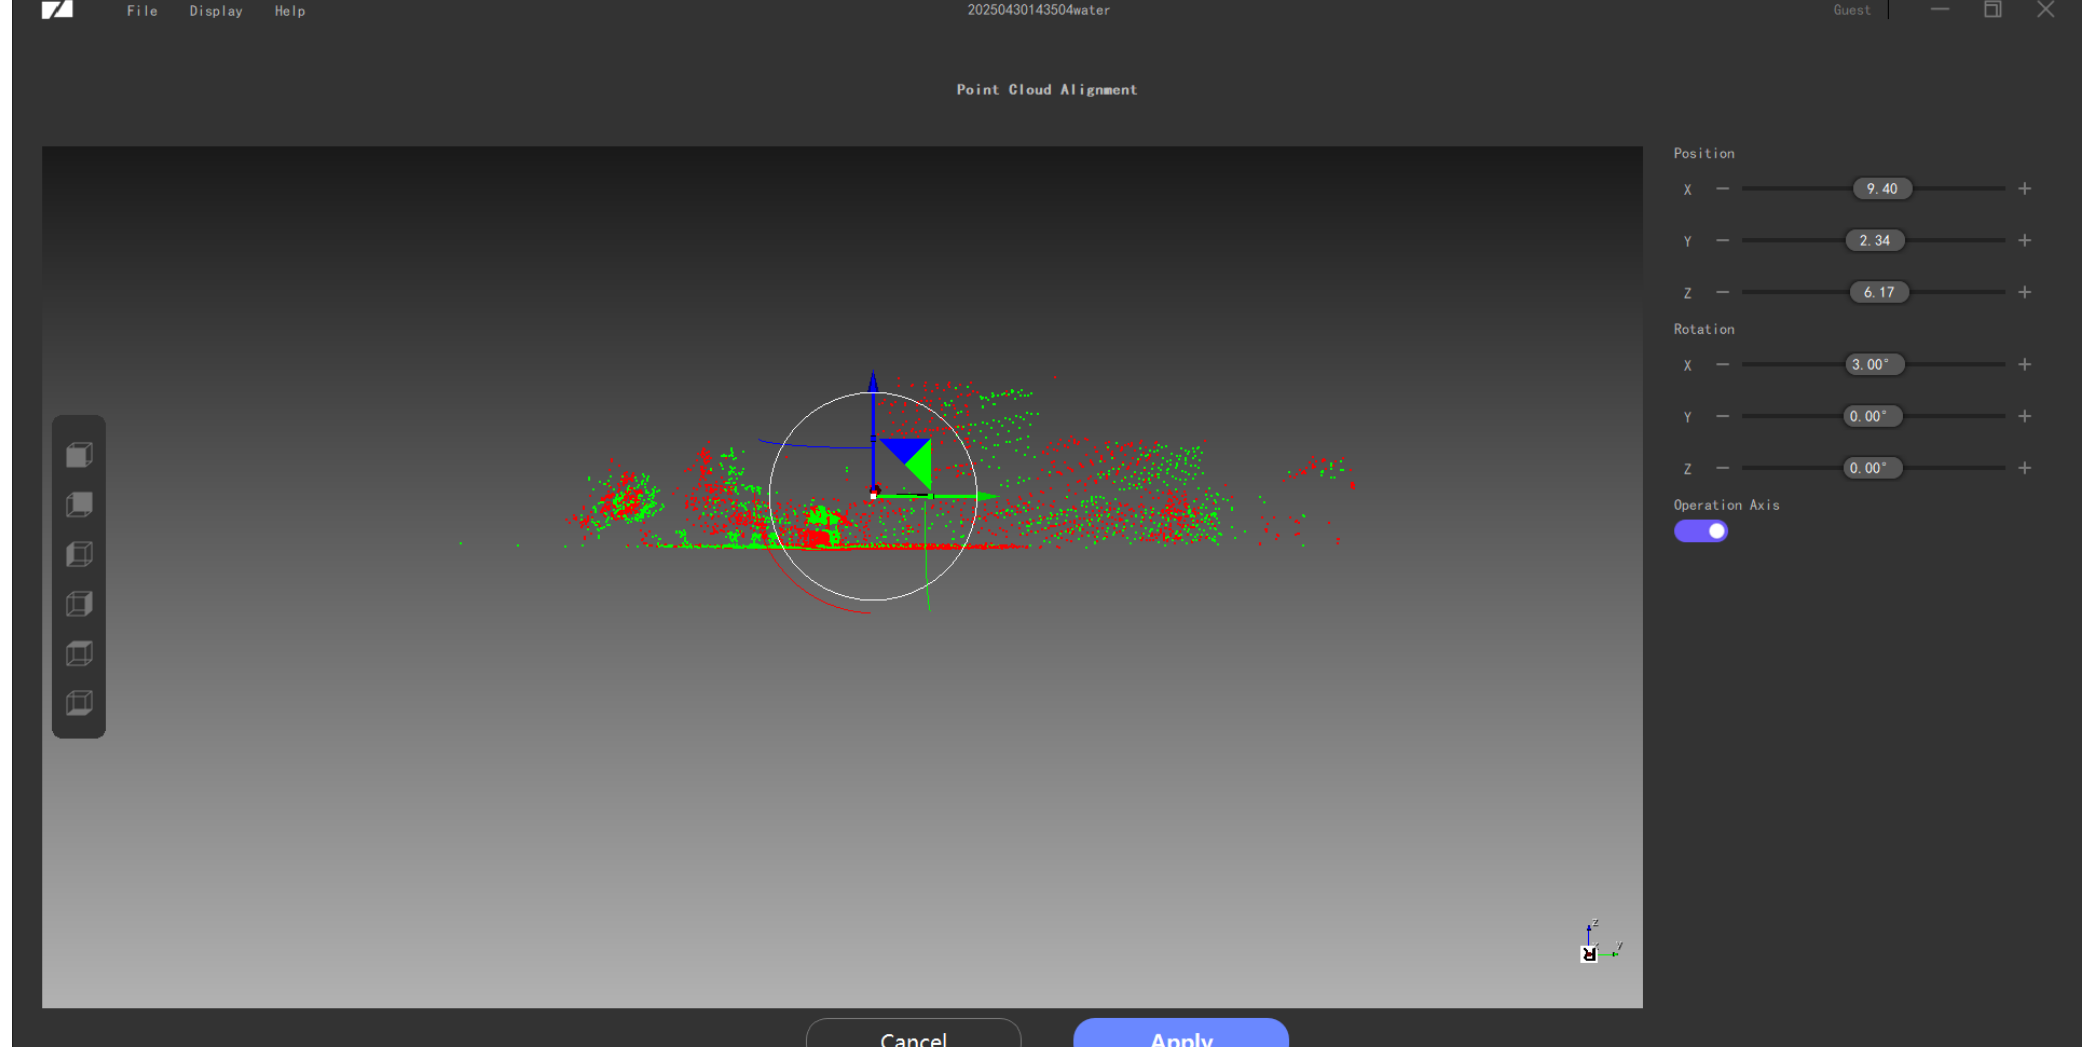 File Display Help 20250430143504water Guest
Point Cloud Alignment
Position
X 9.40
Y 2.34
Z 6.17
Rotation
X 3.00°
Y 0.00°
Z 0.00°
Operation Axis
z
y
R
Cancel Apply